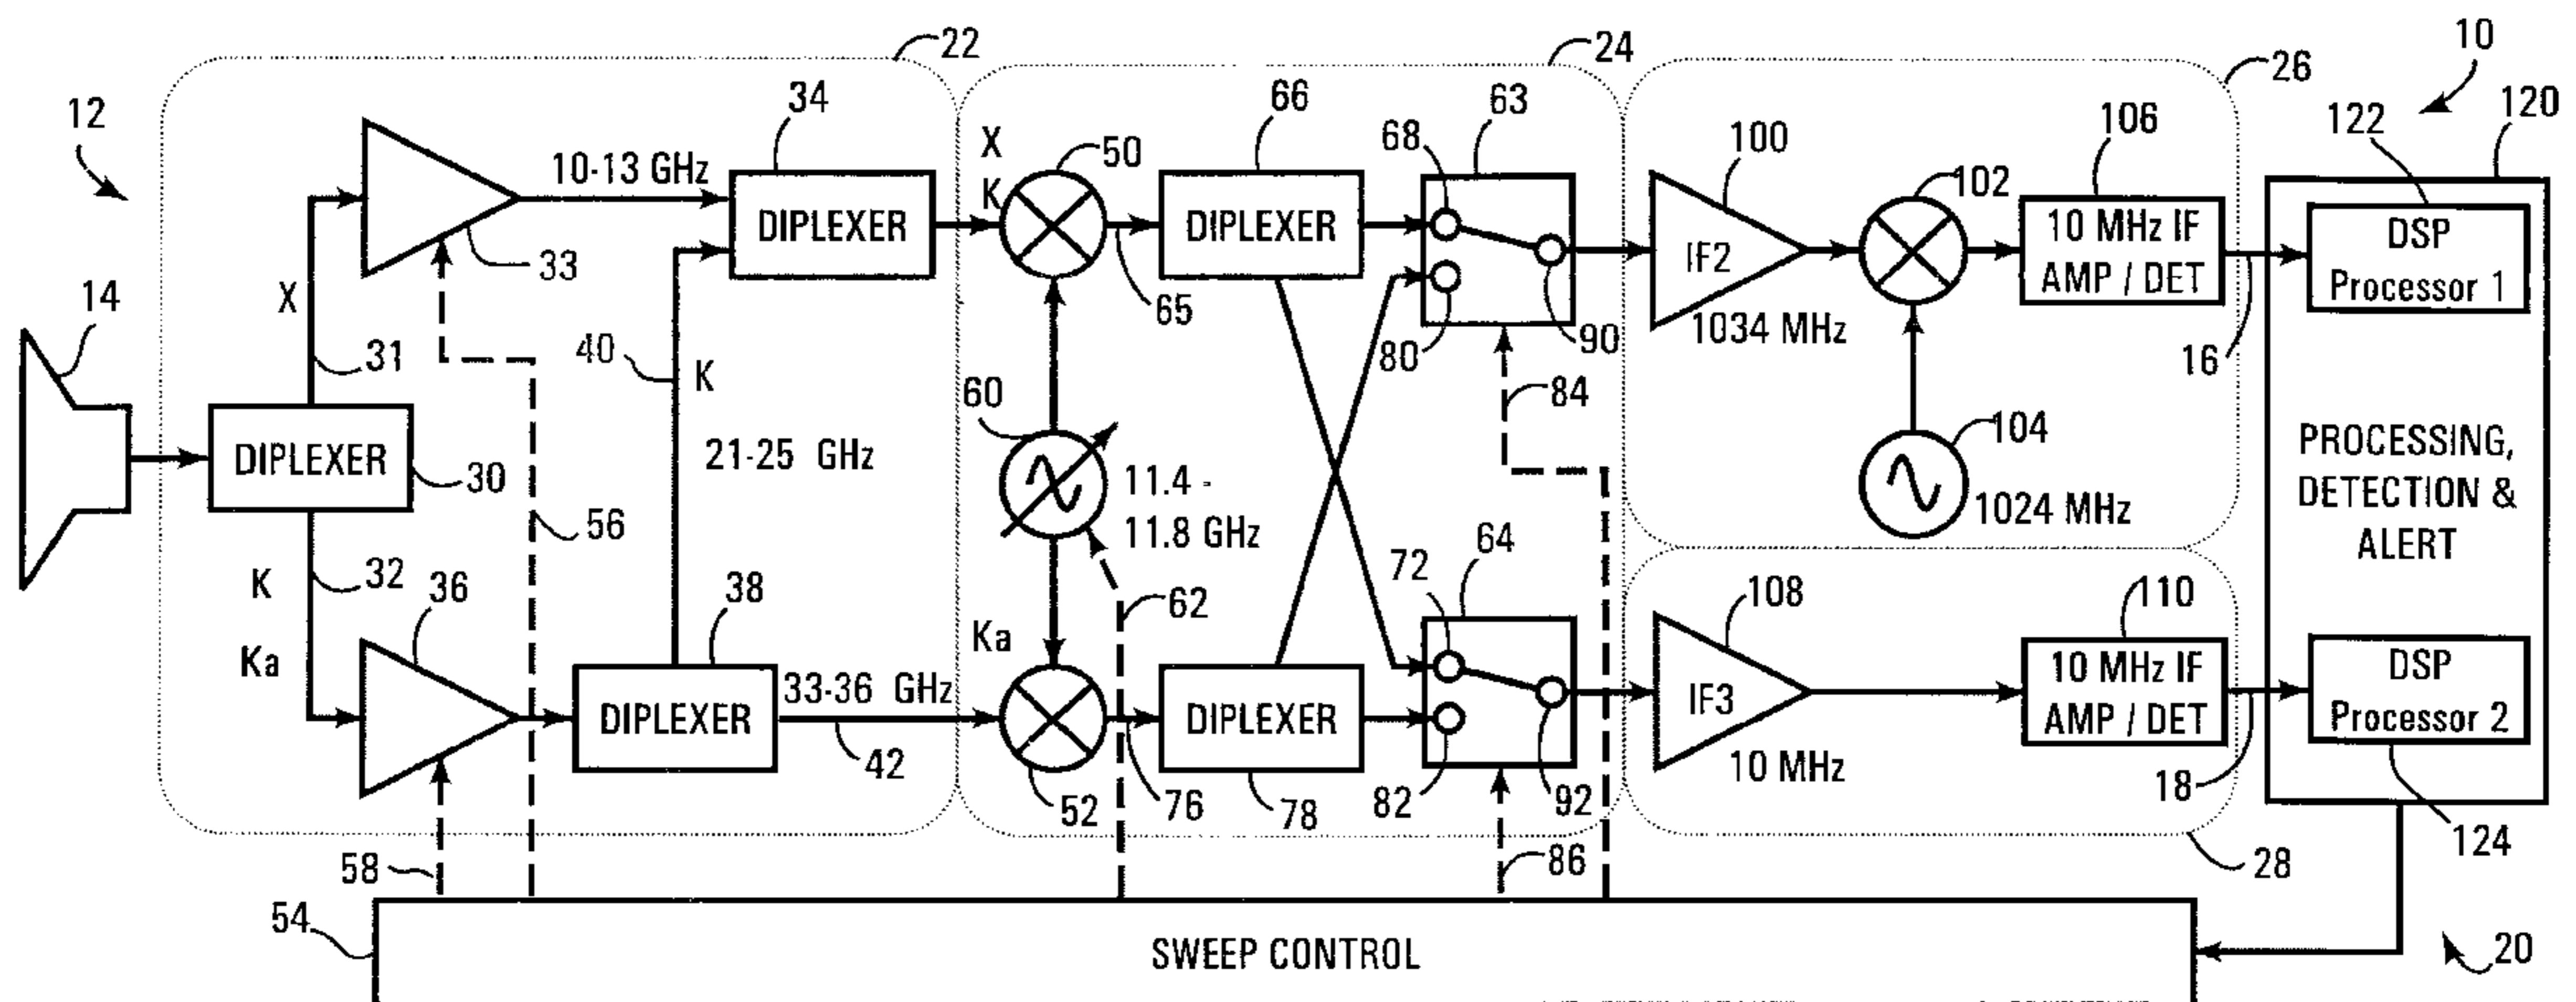 22
24
10
26
12
34
66
63
106
122
120
X
K
50
68
100
102
10-13 GHz
DIPLEXER
DIPLEXER
10 MHz IF
AMP / DET
DSP
Processor 1
33
IF2
14
X
65
1034 MHz
31
40
K
80
90
16
60
84
104
DIPLEXER
30
21-25 GHz
11.4 -
11.8 GHz
1024 MHz
PROCESSING,
DETECTION &
ALERT
56
K
32
36
38
62
72
64
108
110
Ka
Ka
33-36 GHz
DIPLEXER
DIPLEXER
IF3
10 MHz IF
AMP / DET
DSP
Processor 2
42
10 MHz
18
52
76
78
82
92
124
58
86
28
54
SWEEP CONTROL
20